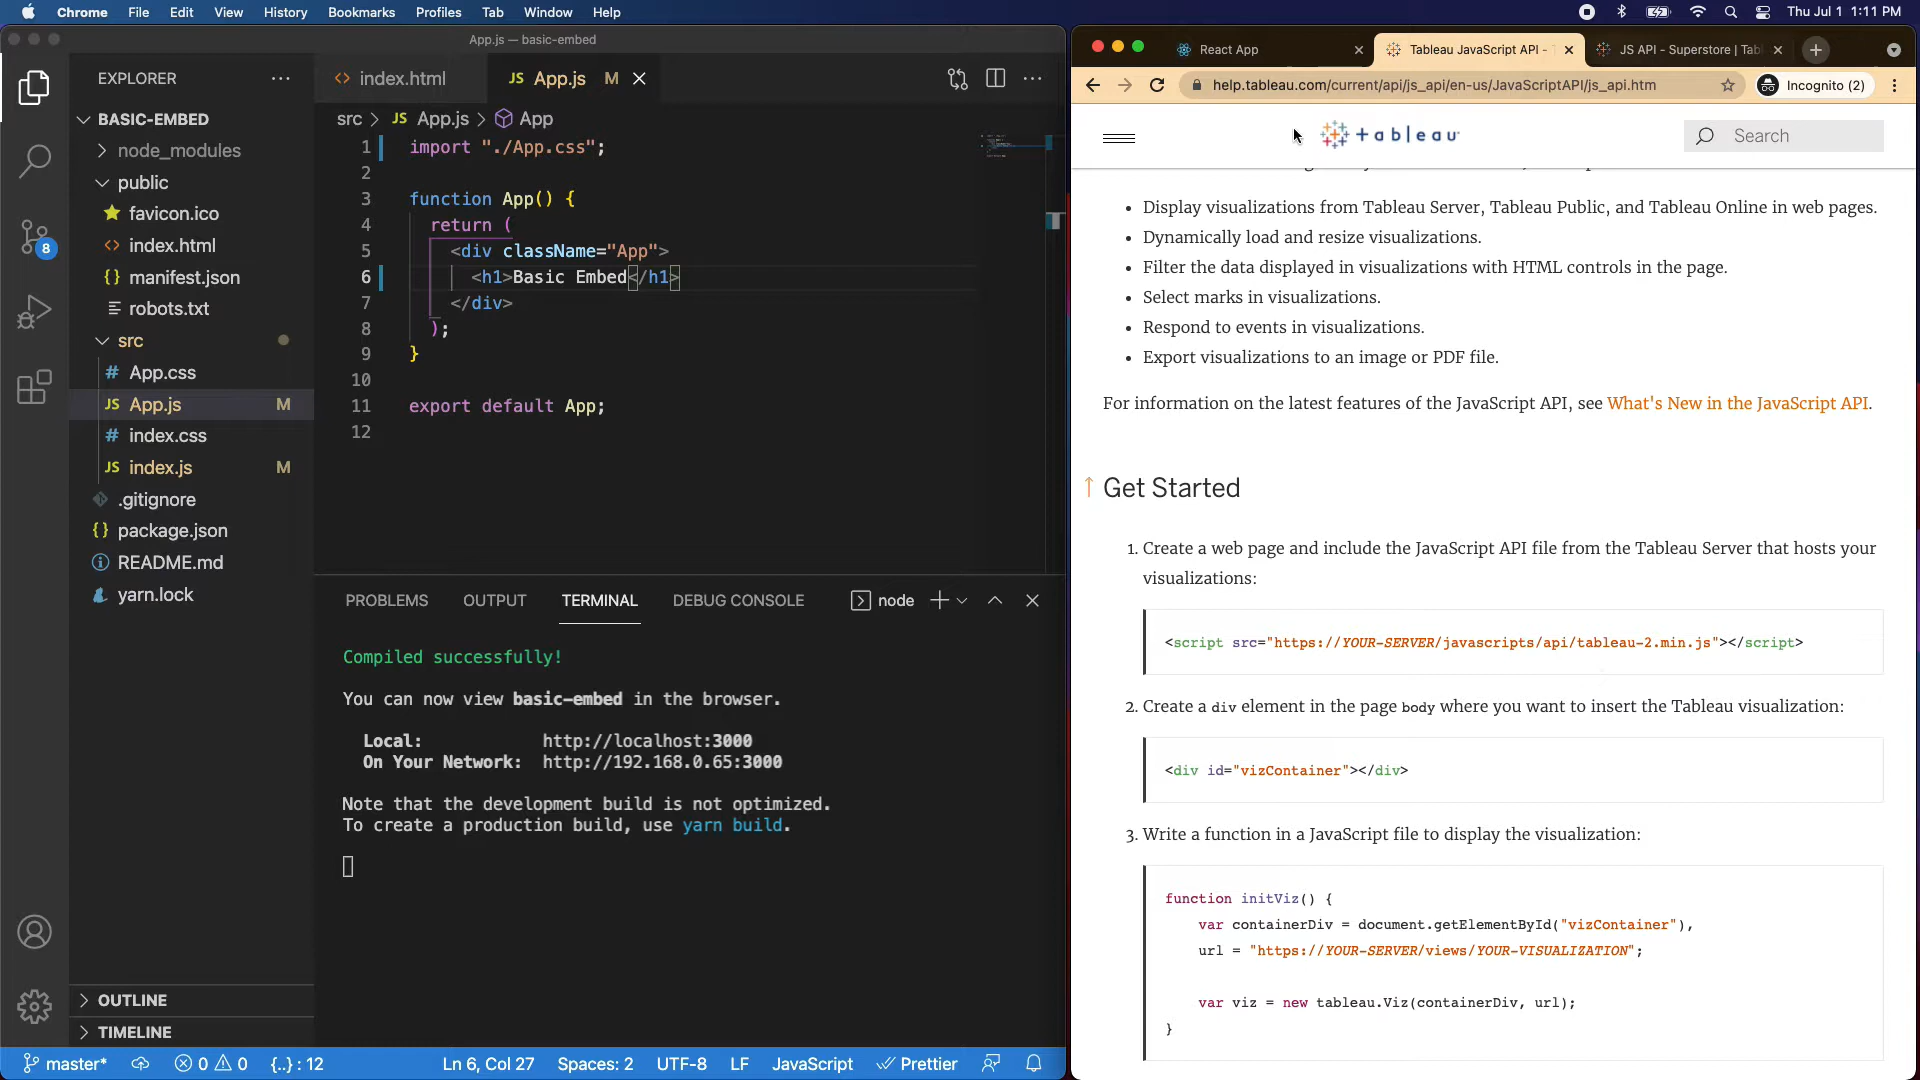 Chrome File Edit View History Bookmarks Profiles Tab Window Help
Thu Jul 1 1:11 PM
App.js — basic-embed
EXPLORER
BASIC-EMBED
node_modules
public
favicon.ico
index.html
{} manifest.json
robots.txt
src
# App.css
JS App.js M
# index.css
JS index.js M
.gitignore
{} package.json
README.md
yarn.lock
8
OUTLINE
TIMELINE
index.html
JS App.js M
src > JS App.js > App
1 import "./App.css";
2
3 function App() {
4 return (
5 <div className="App">
6 <h1>Basic Embed</h1>
7 </div>
8 );
9 }
10
11 export default App;
12
PROBLEMS OUTPUT TERMINAL DEBUG CONSOLE
node
Compiled successfully!
You can now view basic-embed in the browser.
Local: http://localhost:3000
On Your Network: http://192.168.0.65:3000
Note that the development build is not optimized.
To create a production build, use yarn build.
master* 0 0 {..} : 12 Ln 6, Col 27 Spaces: 2 UTF-8 LF JavaScript Prettier
React App
Tableau JavaScript API -
JS API - Superstore | Tab
help.tableau.com/current/api/js_api/en-us/JavaScriptAPI/js_api.htm
Incognito (2)
+ableau
Search
• Display visualizations from Tableau Server, Tableau Public, and Tableau Online in web pages.
• Dynamically load and resize visualizations.
• Filter the data displayed in visualizations with HTML controls in the page.
• Select marks in visualizations.
• Respond to events in visualizations.
• Export visualizations to an image or PDF file.
For information on the latest features of the JavaScript API, see What's New in the JavaScript API.
↑ Get Started
1. Create a web page and include the JavaScript API file from the Tableau Server that hosts your
visualizations:
<script src="https://YOUR-SERVER/javascripts/api/tableau-2.min.js"></script>
2. Create a div element in the page body where you want to insert the Tableau visualization:
<div id="vizContainer"></div>
3. Write a function in a JavaScript file to display the visualization:
function initViz() {
var containerDiv = document.getElementById("vizContainer"),
url = "https://YOUR-SERVER/views/YOUR-VISUALIZATION";
var viz = new tableau.Viz(containerDiv, url);
}